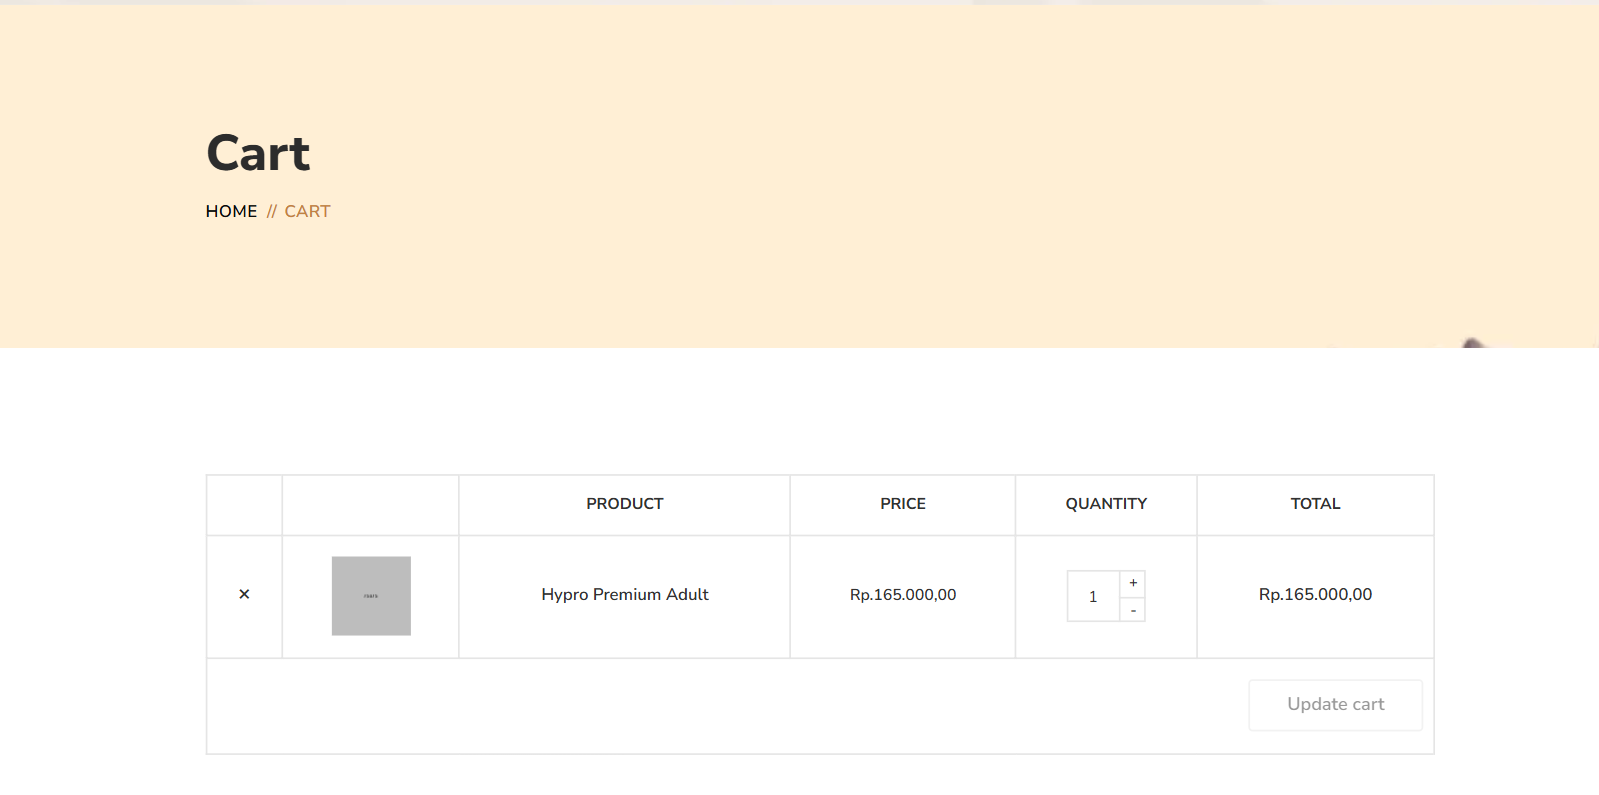 Cart
HOME // CART
PRODUCT PRICE QUANTITY TOTAL
× Hypro Premium Adult Rp.165.000,00 1 + - Rp.165.000,00
Update cart